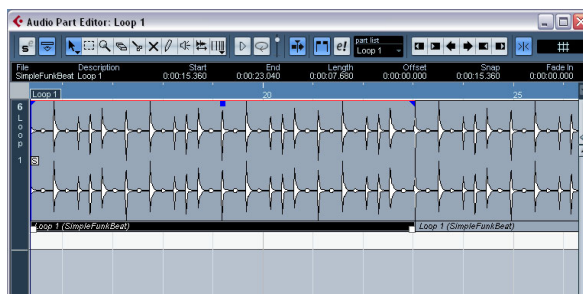 Audio Part Editor: Loop 1
part list
Loop 1
File Description Start End Length Offset Snap Fade In
SimpleFunkBeat Loop 1 0:00:15.360 0:00:23.040 0:00:07.680 0:00:00.000 0:00:15.360 0:00:00.000
Loop 1 20 25
6
Loop
1
S
Loop 1 (SimpleFunkBeat) Loop 1 (SimpleFunkBeat)